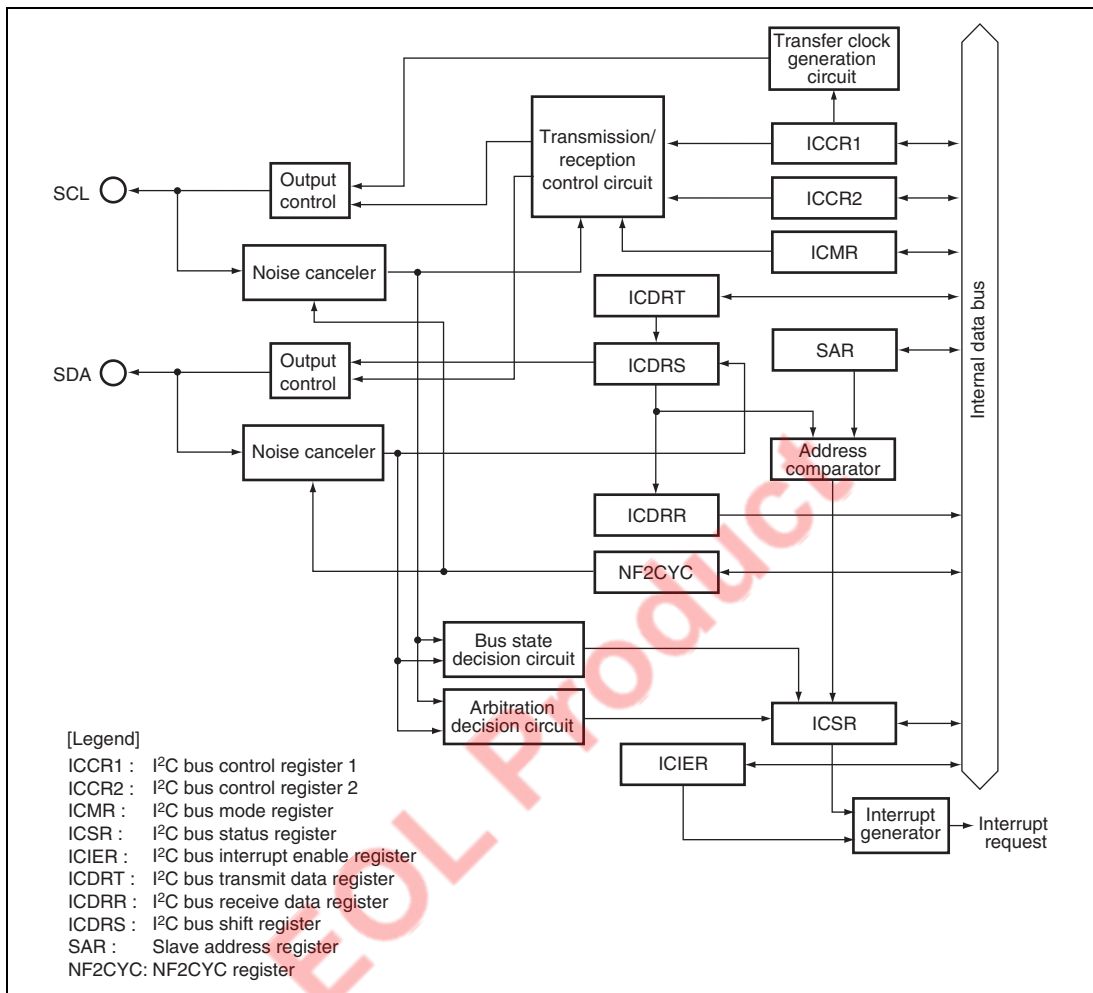 Transfer clock
generation
circuit
Transmission/
reception
control circuit
ICCR1
SCL
Output
control
ICCR2
Noise canceler
ICMR
ICDRT
SDA
Output
control
ICDRS
SAR
Internal data bus
Noise canceler
Address
comparator
ICDRR
NF2CYC
Bus state
decision circuit
Arbitration
decision circuit
ICSR
ICIER
Interrupt
generator
Interrupt
request
[Legend]
ICCR1 : I2C bus control register 1
ICCR2 : I2C bus control register 2
ICMR : I2C bus mode register
ICSR : I2C bus status register
ICIER : I2C bus interrupt enable register
ICDRT : I2C bus transmit data register
ICDRR : I2C bus receive data register
ICDRS : I2C bus shift register
SAR : Slave address register
NF2CYC: NF2CYC register
EOL Product